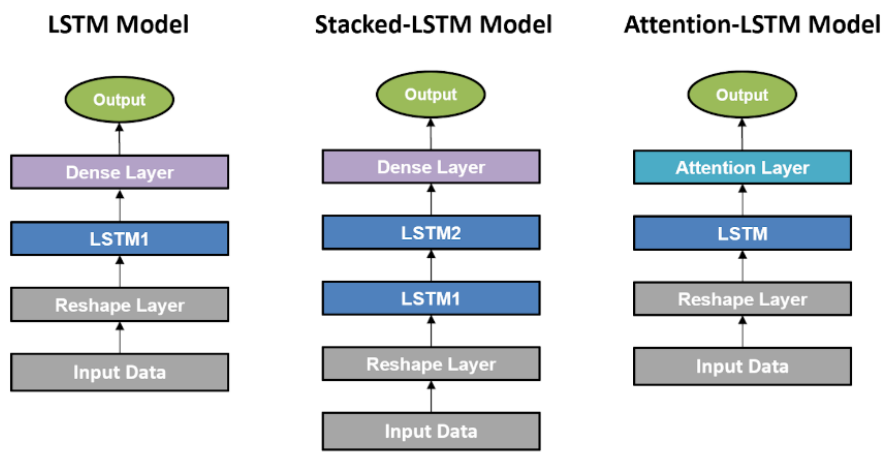 LSTM Model
Output
Dense Layer
LSTM1
Reshape Layer
Input Data
Stacked-LSTM Model
Output
Dense Layer
LSTM2
LSTM1
Reshape Layer
Input Data
Attention-LSTM Model
Output
Attention Layer
LSTM
Reshape Layer
Input Data